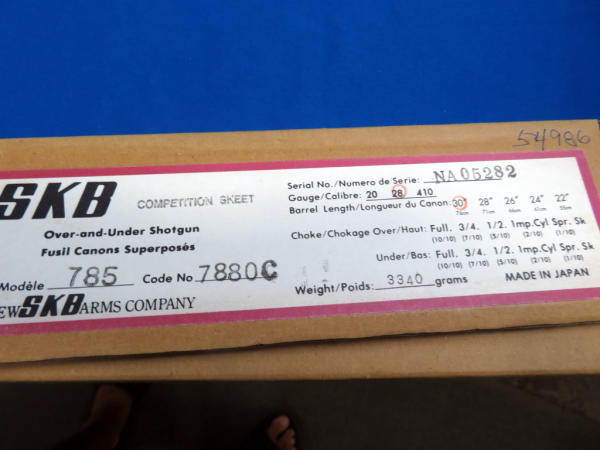 54986
SKB
COMPETITION SKEET
Over-and-Under Shotgun
Fusil Canons Superposés
Modèle 785 Code No 7880C
EW SKB ARMS COMPANY
Serial No./Numero de Serie: NA05282
Gauge/Calibre: 20 28 410
Barrel Length/Longueur du Canon: 30" 28" 26" 24" 22"
76cm 71cm 66cm 61cm 55cm
Choke/Chokage Over/Haut: Full. 3/4. 1/2. Imp.Cyl Spr. Sk
(10/10) (7/10) (5/10) (2/10) (1/10)
Under/Bas: Full. 3/4. 1/2. Imp.Cyl Spr. Sk
(10/10) (7/10) (5/10) (2/10) (1/10)
Weight/Poids: 3340 grams
MADE IN JAPAN